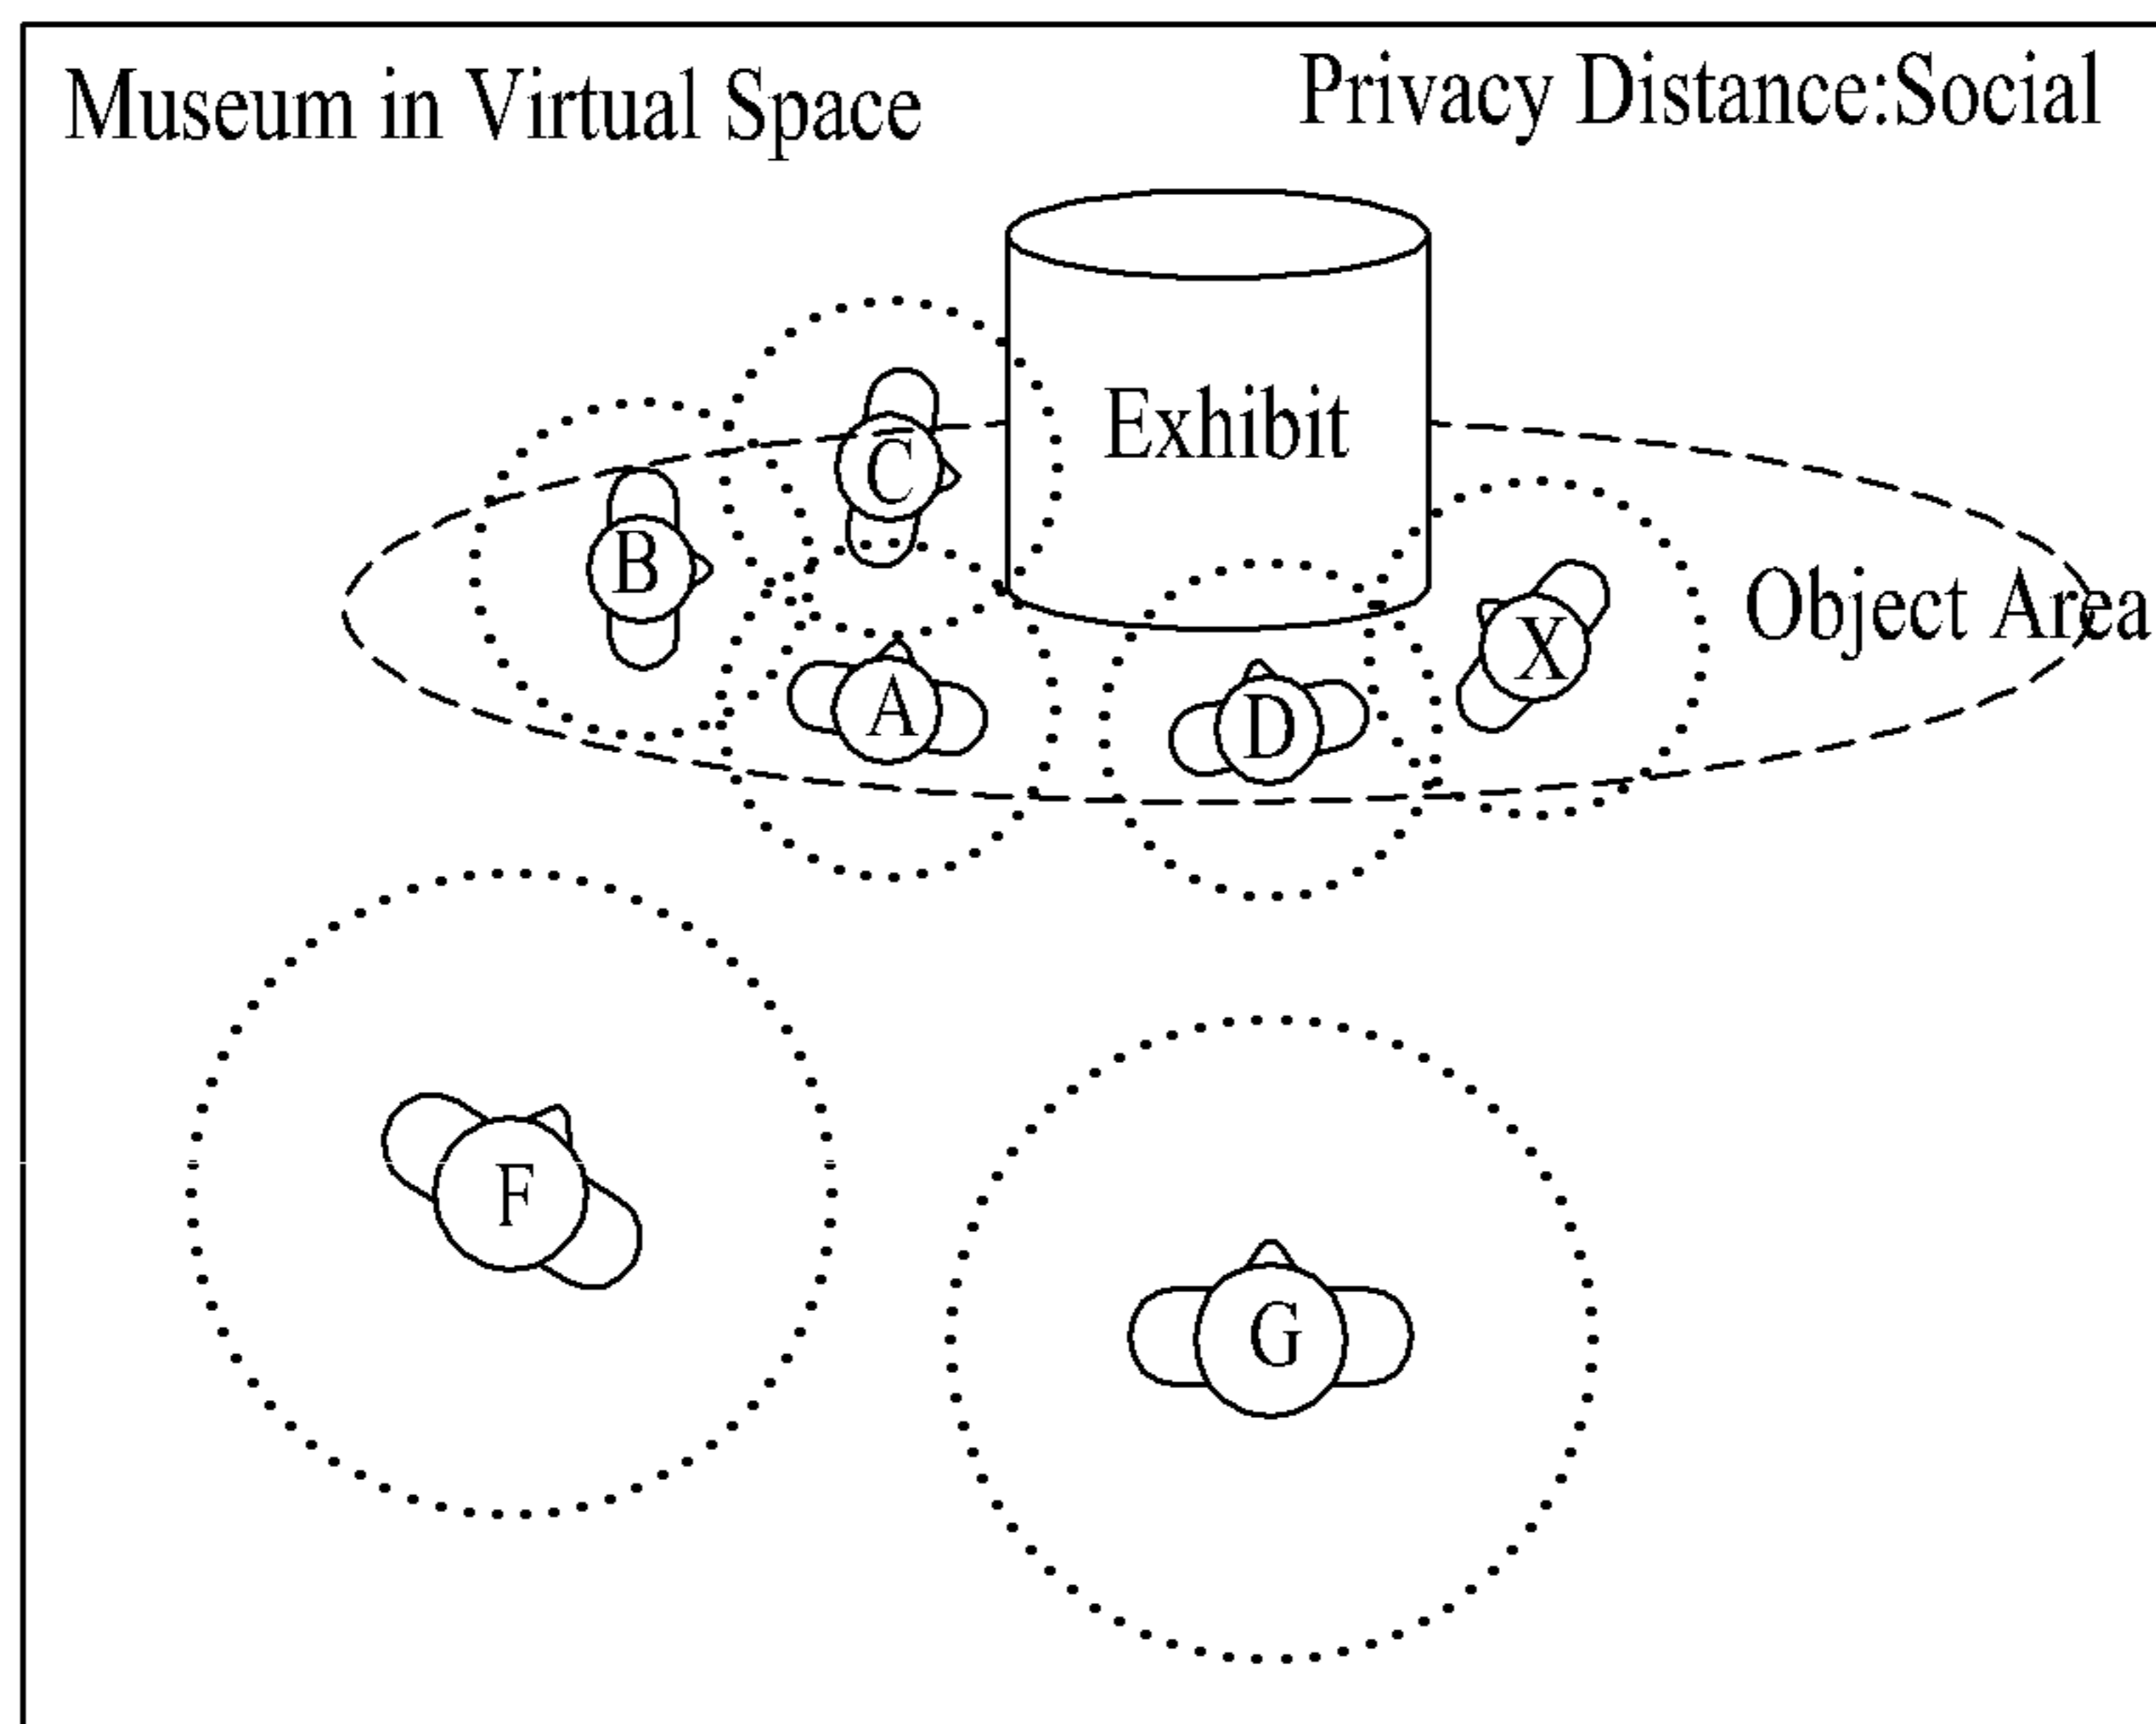 Museum in Virtual Space
Privacy Distance:Social
Exhibit
C
B
Object Area
X
A
D
F
G